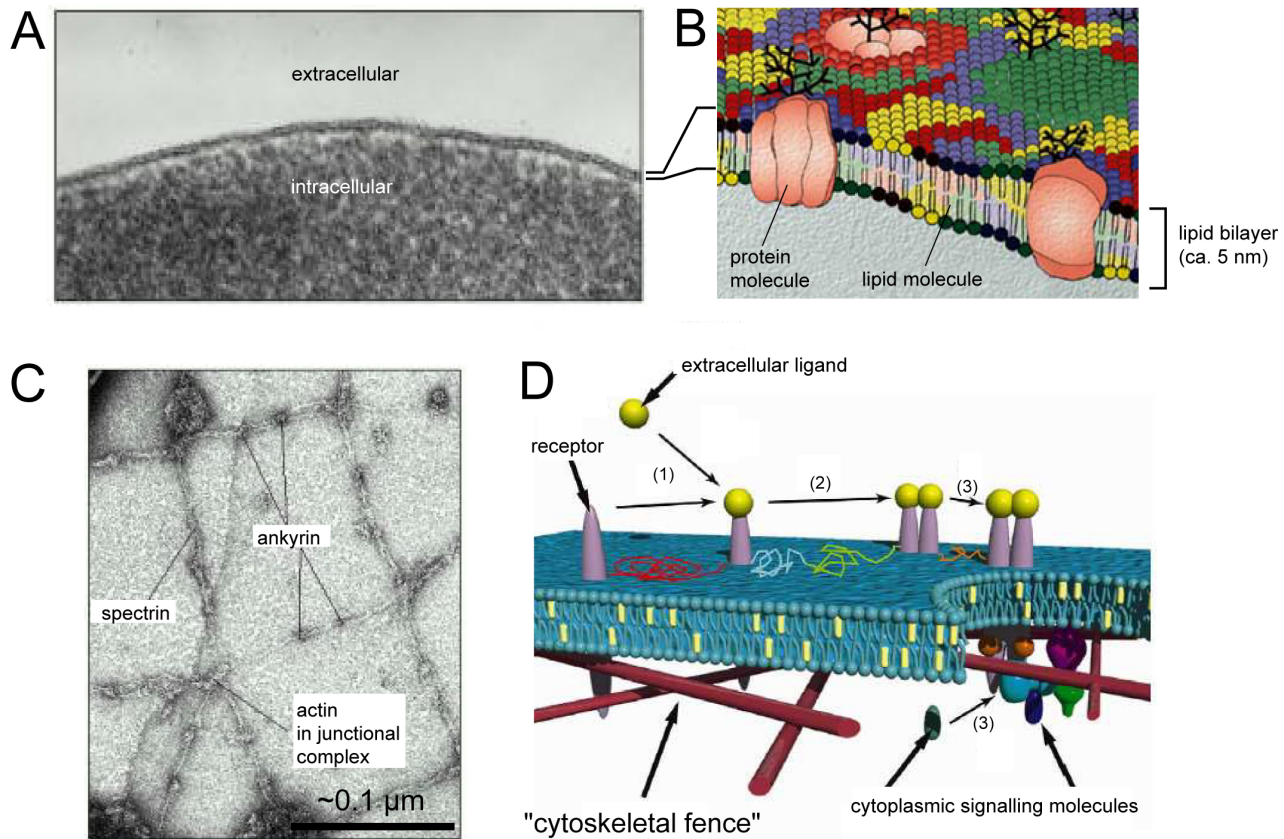 A
extracellular
intracellular
B
protein
molecule
lipid molecule
lipid bilayer
(ca. 5 nm)
C
ankyrin
spectrin
actin
in junctional
complex
~0.1 µm
D
extracellular ligand
receptor
(1)
(2)
(3)
(3)
cytoplasmic signalling molecules
"cytoskeletal fence"